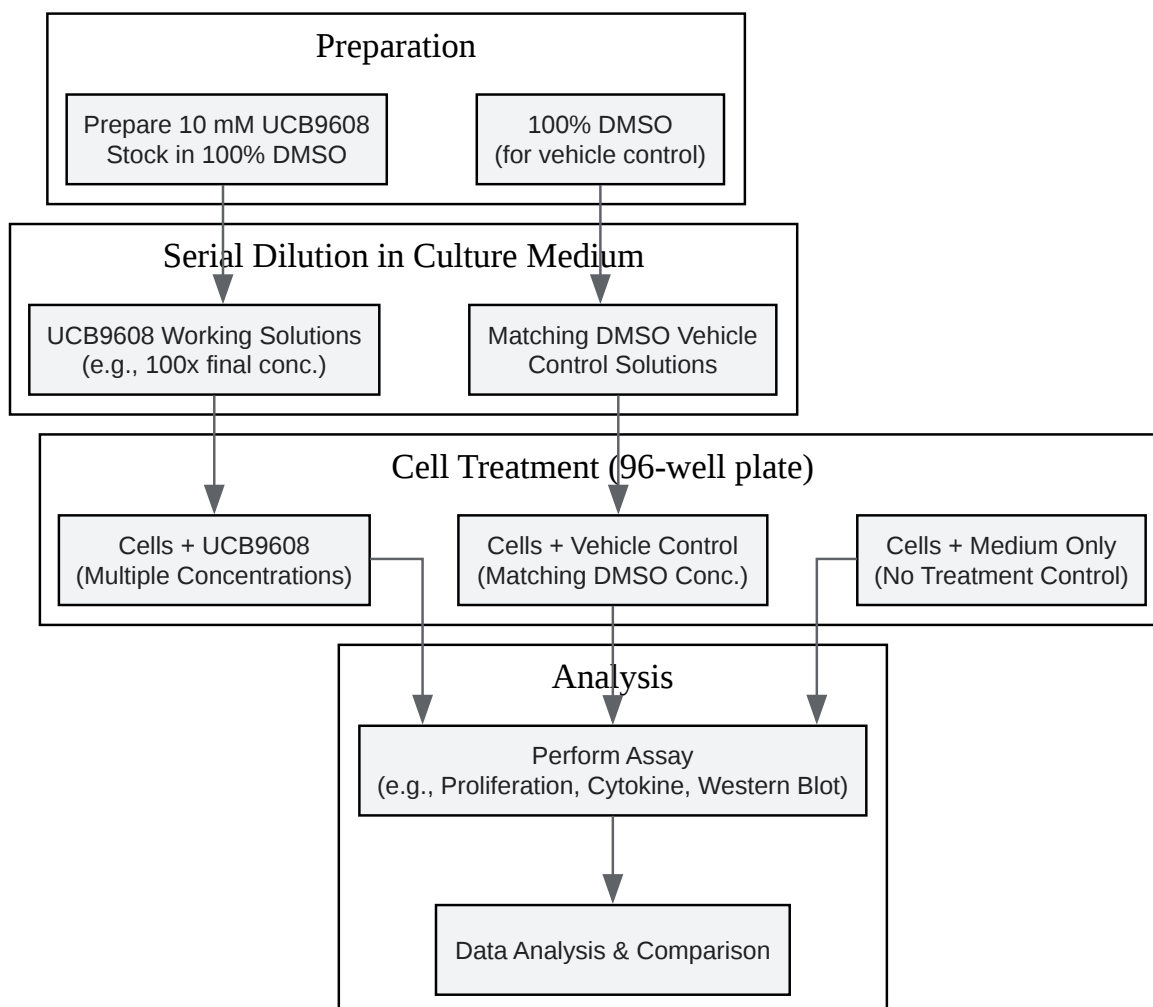 Preparation
Prepare 10 mM UCB9608
Stock in 100% DMSO
100% DMSO
(for vehicle control)
Serial Dilution in Culture Medium
UCB9608 Working Solutions
(e.g., 100x final conc.)
Matching DMSO Vehicle
Control Solutions
Cell Treatment (96-well plate)
Cells + UCB9608
(Multiple Concentrations)
Cells + Vehicle Control
(Matching DMSO Conc.)
Cells + Medium Only
(No Treatment Control)
Analysis
Perform Assay
(e.g., Proliferation, Cytokine, Western Blot)
Data Analysis & Comparison